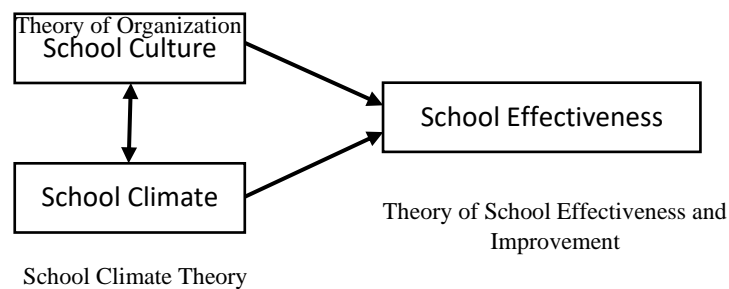 Theory of Organization
School Culture
School Effectiveness
School Climate
Theory of School Effectiveness and
Improvement
School Climate Theory